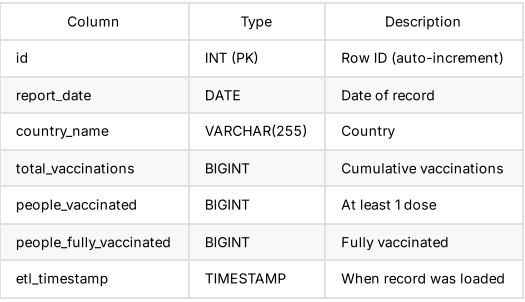 Column Type Description
id INT (PK) Row ID (auto-increment)
report_date DATE Date of record
country_name VARCHAR(255) Country
total_vaccinations BIGINT Cumulative vaccinations
people_vaccinated BIGINT At least 1 dose
people_fully_vaccinated BIGINT Fully vaccinated
etl_timestamp TIMESTAMP When record was loaded